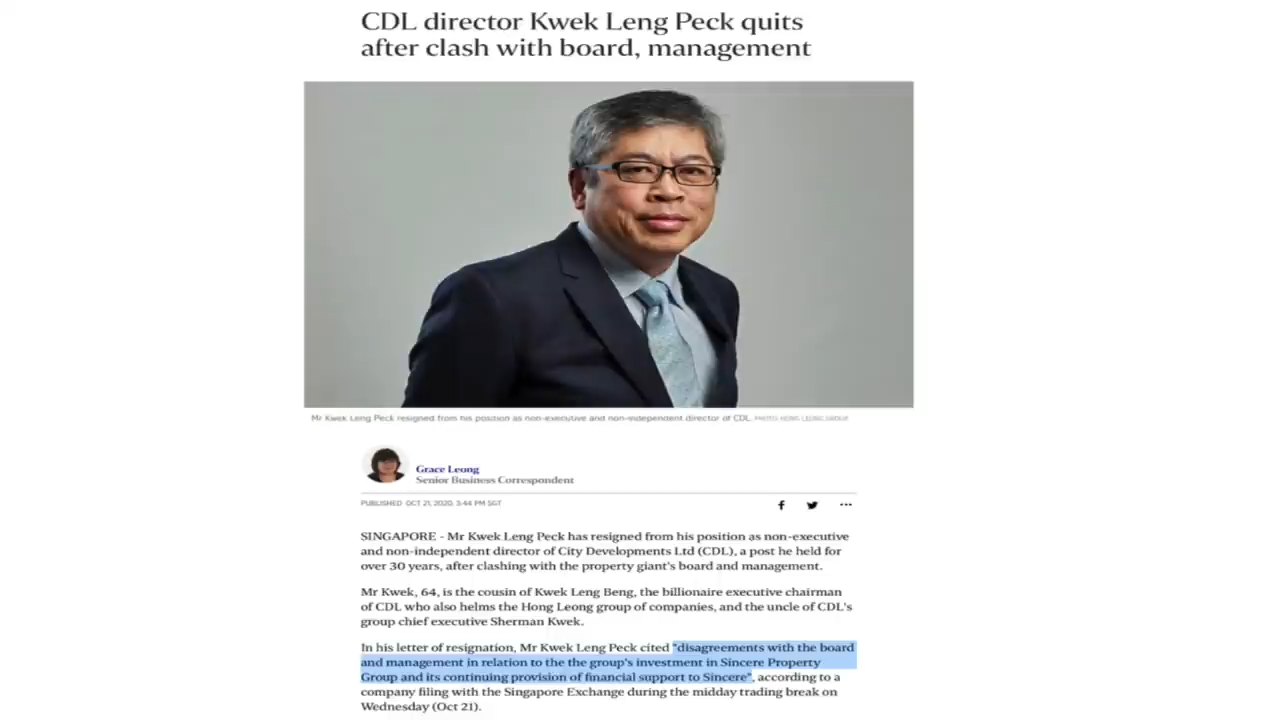 CDL director Kwek Leng Peck quits
after clash with board, management
Mr Kwek Leng Peck resigned from his position as non-executive and non-independent director of CDL. PHOTO: HONG LEONG GROUP
Grace Leong
Senior Business Correspondent
PUBLISHED OCT 21, 2020, 3:44 PM SGT
SINGAPORE - Mr Kwek Leng Peck has resigned from his position as non-executive
and non-independent director of City Developments Ltd (CDL), a post he held for
over 30 years, after clashing with the property giant's board and management.
Mr Kwek, 64, is the cousin of Kwek Leng Beng, the billionaire executive chairman
of CDL who also helms the Hong Leong group of companies, and the uncle of CDL's
group chief executive Sherman Kwek.
In his letter of resignation, Mr Kwek Leng Peck cited "disagreements with the board
and management in relation to the the group's investment in Sincere Property
Group and its continuing provision of financial support to Sincere", according to a
company filing with the Singapore Exchange during the midday trading break on
Wednesday (Oct 21).